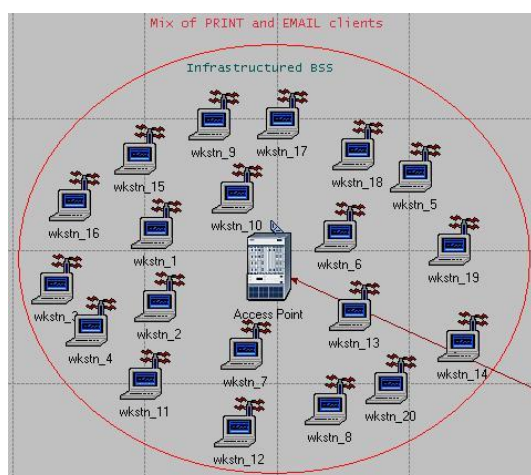 Mix of PRINT and EMAIL clients
Infrastructured BSS
wkstn_9
wkstn_17
wkstn_15
wkstn_18
wkstn_5
wkstn_16
wkstn_10
wkstn_1
wkstn_6
wkstn_19
wkstn_3
wkstn_2
Access Point
wkstn_4
wkstn_13
wkstn_14
wkstn_11
wkstn_7
wkstn_20
wkstn_8
wkstn_12